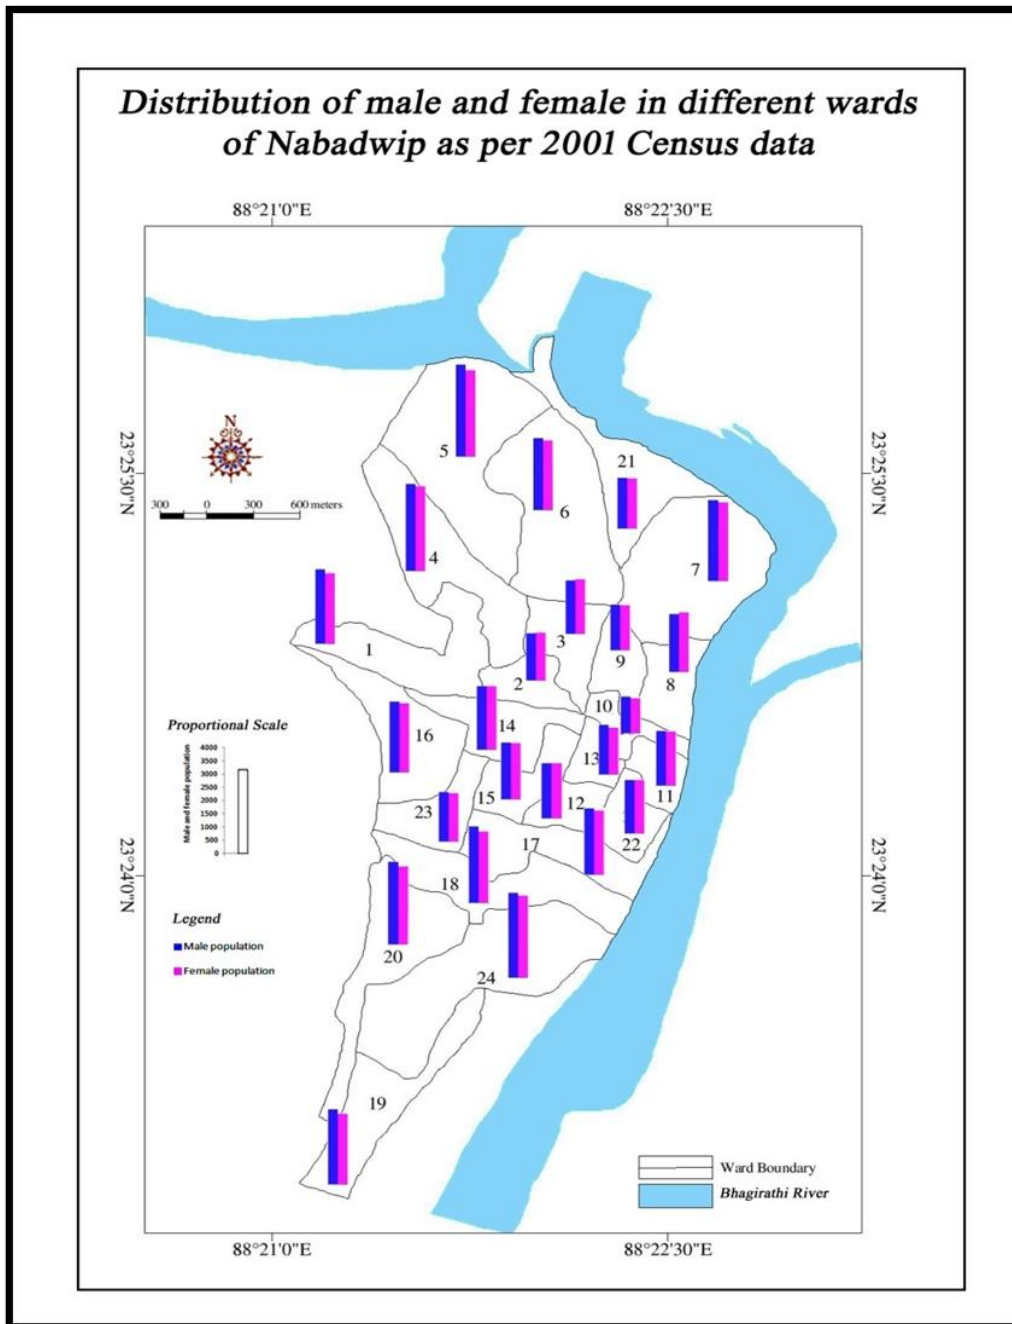 Distribution of male and female in different wards
of Nabadwip as per 2001 Census data
88°21'0"E
88°22'30"E
N
23°25'30"N
23°25'30"N
300 0 300 600 meters
5
21
6
4
7
1
3
9
2
8
10
14
16
13
15
11
12
23
17
22
18
20
24
19
Proportional Scale
Male and female population
4000
3500
3000
2500
2000
1500
1000
500
0
23°24'0"N
23°24'0"N
Legend
Male population
Female population
Ward Boundary
Bhagirathi River
88°21'0"E
88°22'30"E